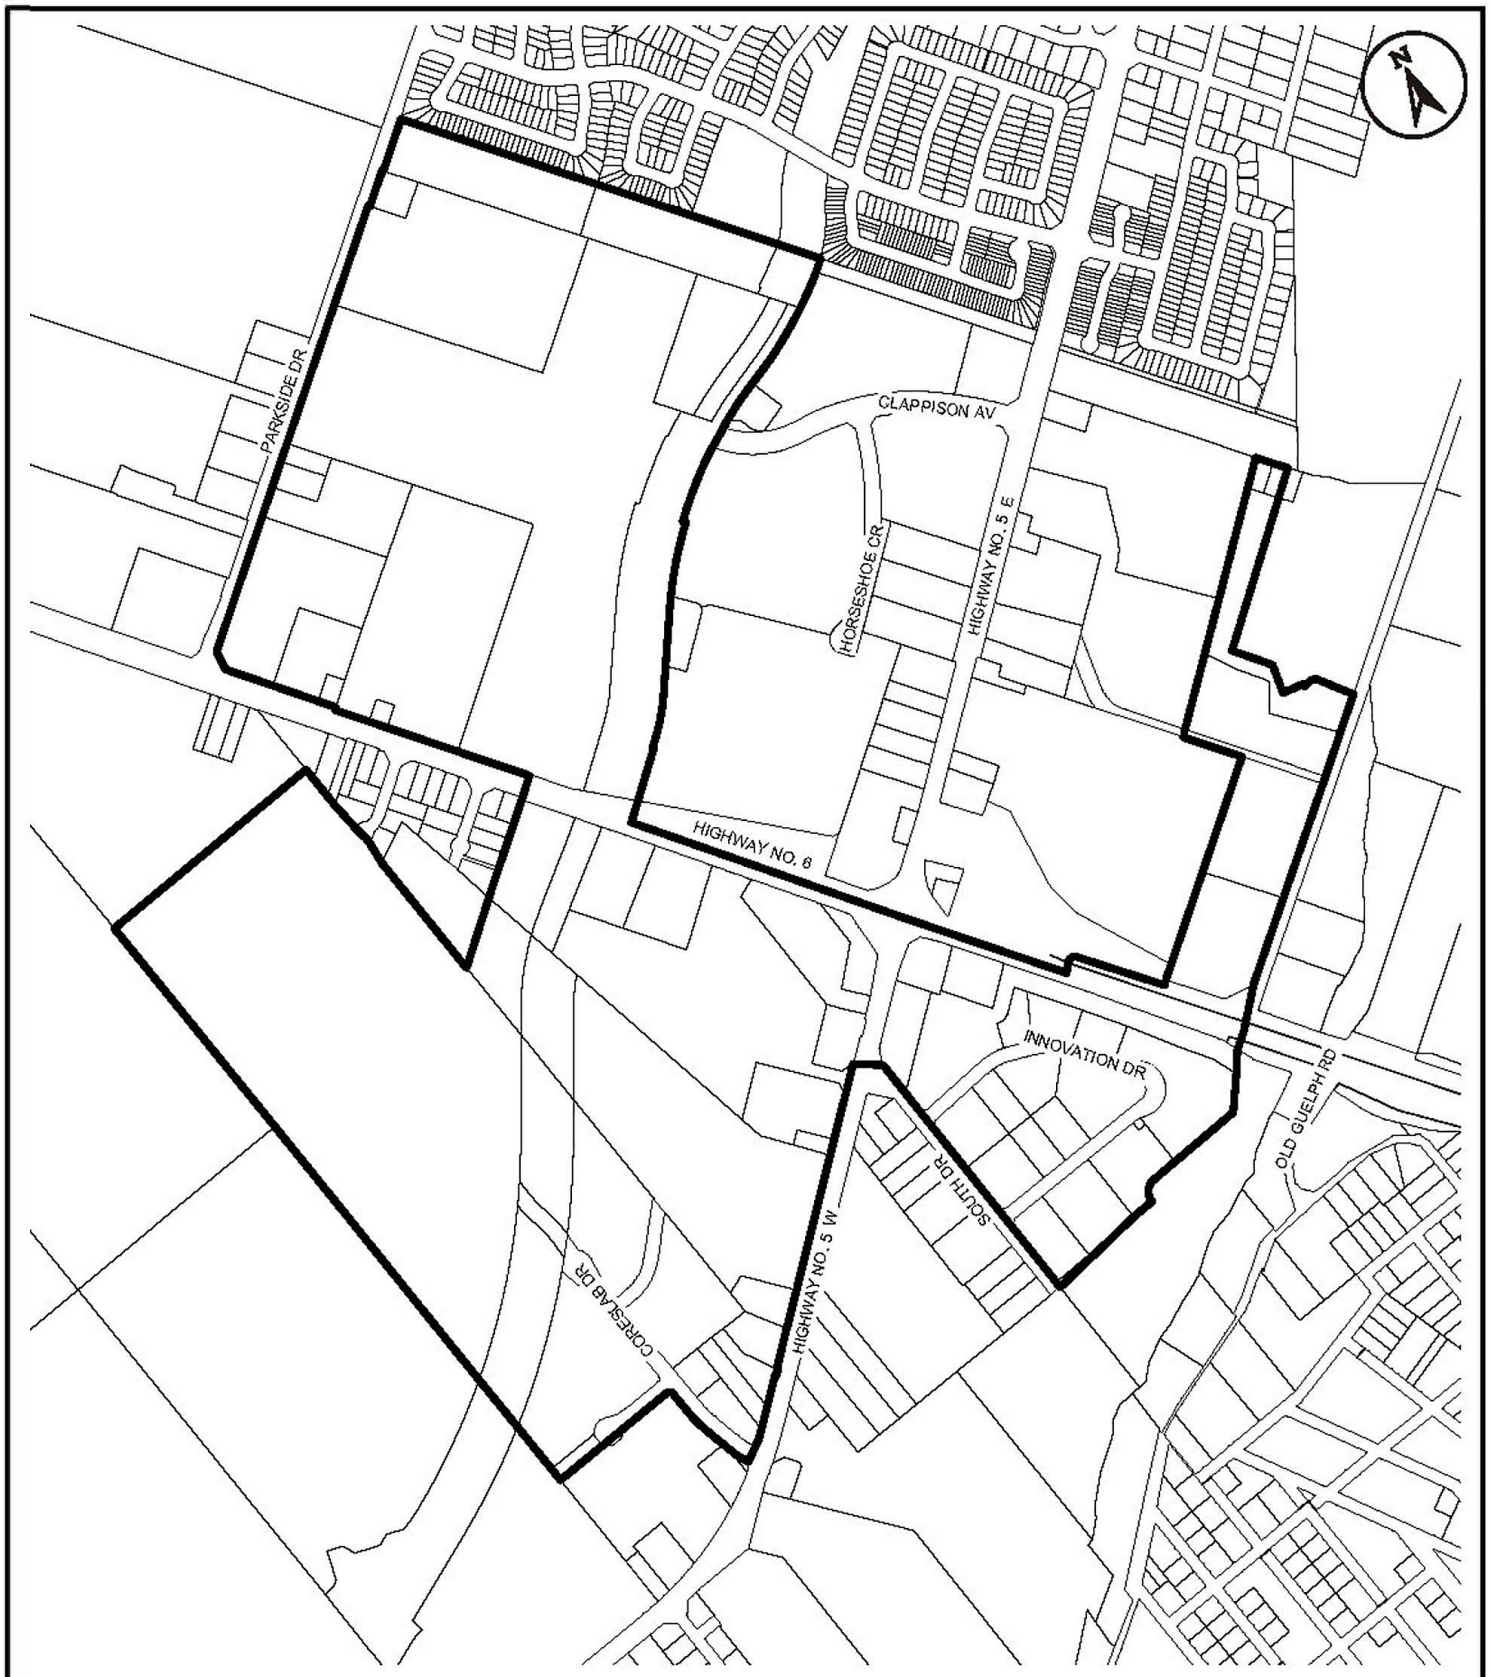 N
PARKSIDE DR
CLAPPISON AV
HORSESHOE CR
HIGHWAY NO. 5 E
HIGHWAY NO. 6
INNOVATION DR
OLD GUELPH RD
SOUTH DR
HIGHWAY NO. 5 W
CORESLAB DR